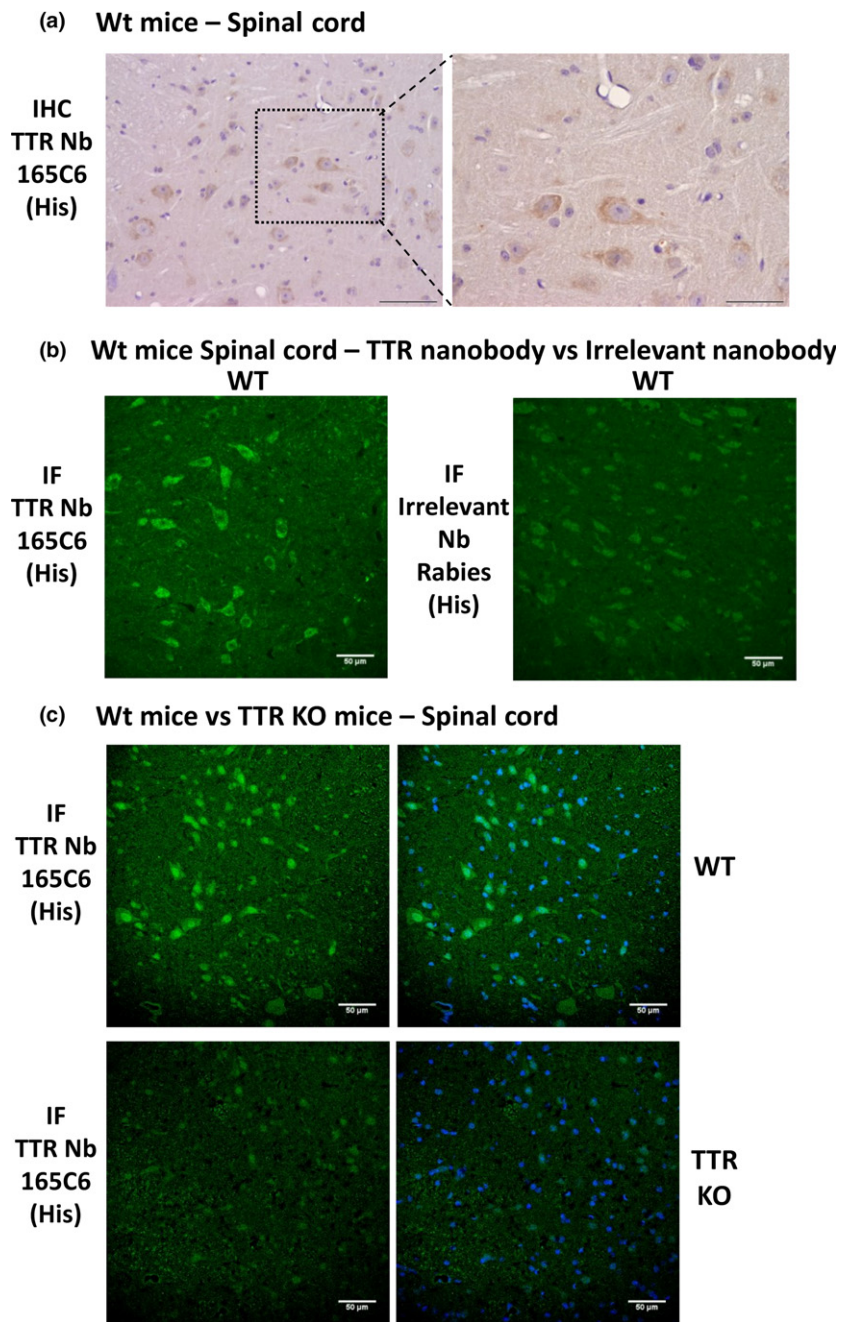 (a) Wt mice – Spinal cord
IHC
TTR Nb
165C6
(His)
(b) Wt mice Spinal cord – TTR nanobody vs Irrelevant nanobody
WT
WT
IF
TTR Nb
165C6
(His)
50 µm
IF
Irrelevant
Nb
Rabies
(His)
50 µm
(c) Wt mice vs TTR KO mice – Spinal cord
IF
TTR Nb
165C6
(His)
50 µm
50 µm
WT
IF
TTR Nb
165C6
(His)
50 µm
50 µm
TTR
KO